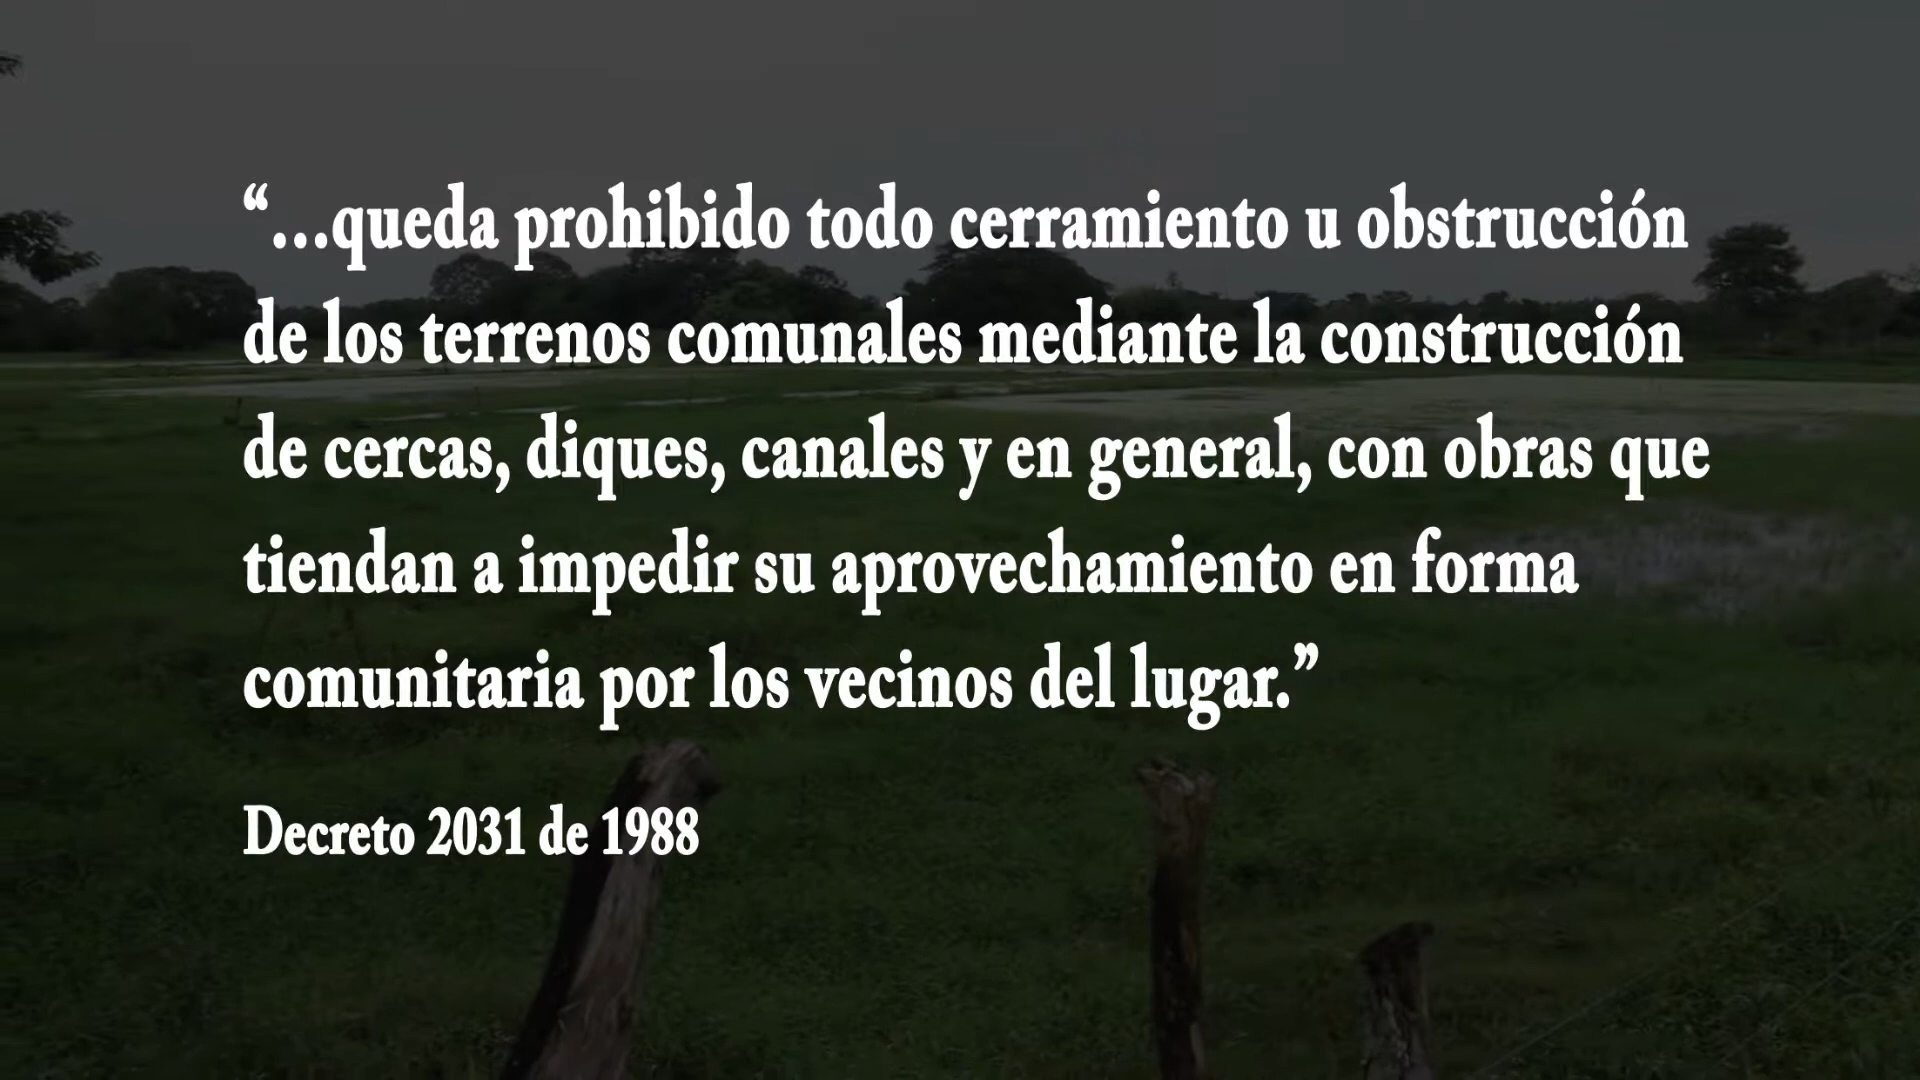 “...queda prohibido todo cerramiento u obstrucción
de los terrenos comunales mediante la construcción
de cercas, diques, canales y en general, con obras que
tiendan a impedir su aprovechamiento en forma
comunitaria por los vecinos del lugar.”
Decreto 2031 de 1988